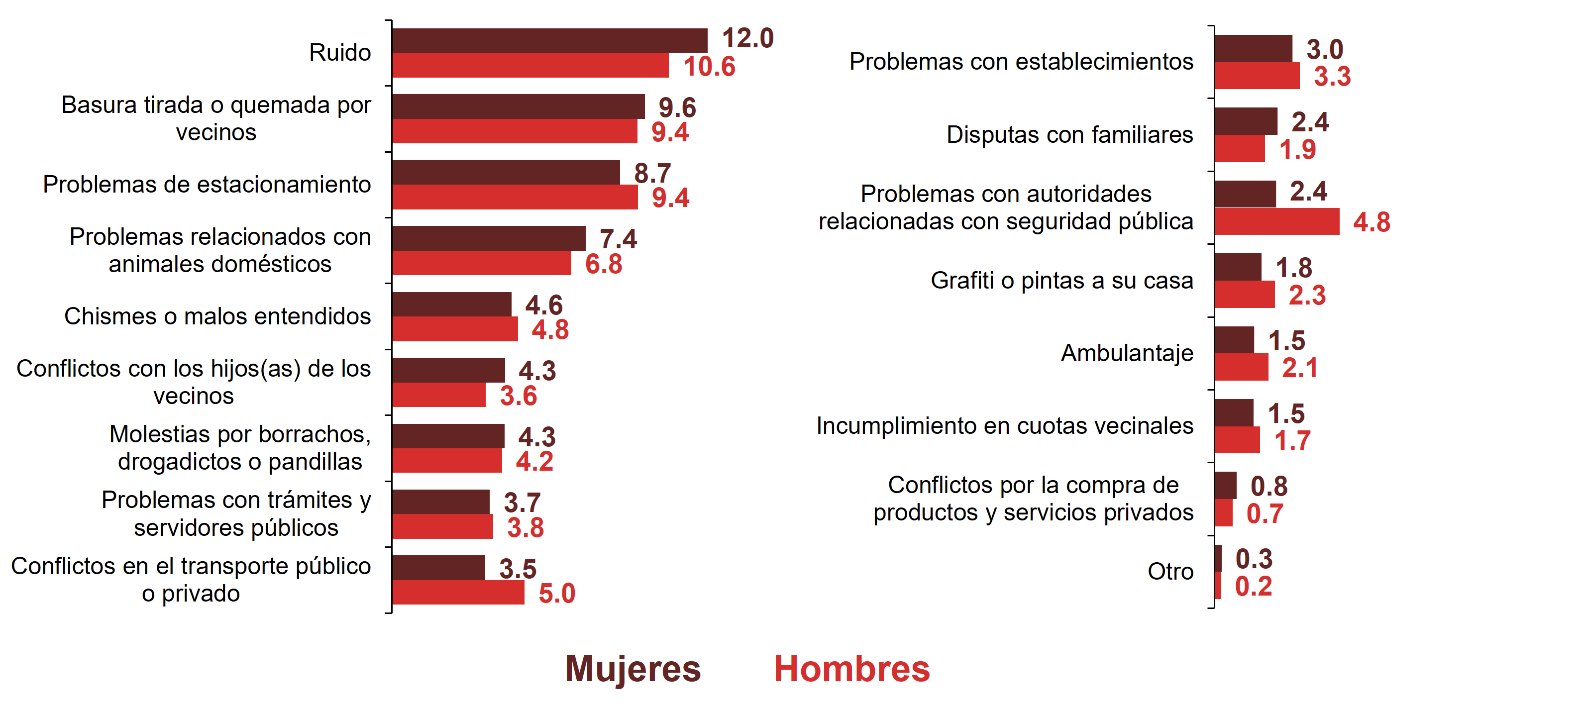 Ruido
12.0
10.6
Basura tirada o quemada por
vecinos
9.6
9.4
Problemas de estacionamiento
8.7
9.4
Problemas relacionados con
animales domésticos
7.4
6.8
Chismes o malos entendidos
4.6
4.8
Conflictos con los hijos(as) de los
vecinos
4.3
3.6
Molestias por borrachos,
drogadictos o pandillas
4.3
4.2
Problemas con trámites y
servidores públicos
3.7
3.8
Conflictos en el transporte público
o privado
3.5
5.0
Problemas con establecimientos
3.0
3.3
Disputas con familiares
2.4
1.9
Problemas con autoridades
relacionadas con seguridad pública
2.4
4.8
Grafiti o pintas a su casa
1.8
2.3
Ambulantaje
1.5
2.1
Incumplimiento en cuotas vecinales
1.5
1.7
Conflictos por la compra de
productos y servicios privados
0.8
0.7
Otro
0.3
0.2
Mujeres Hombres